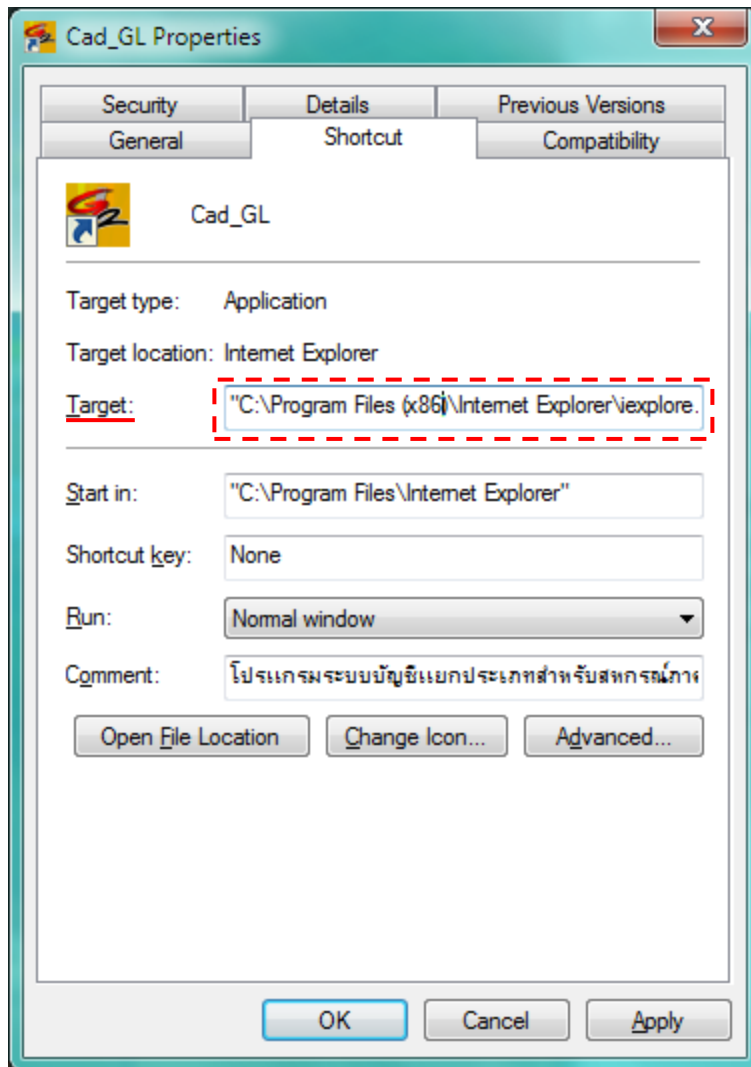 Cad_GL Properties
Security Details Previous Versions
General Shortcut Compatibility
Cad_GL
Target type: Application
Target location: Internet Explorer
Target: "C:\Program Files (x86)\Internet Explorer\iexplore.
Start in: "C:\Program Files\Internet Explorer"
Shortcut key: None
Run: Normal window
Comment: โปรแกรมระบบบัญชีแยกประเภทสำหรับสหกรณ์ภาค
Open File Location Change Icon... Advanced...
OK Cancel Apply